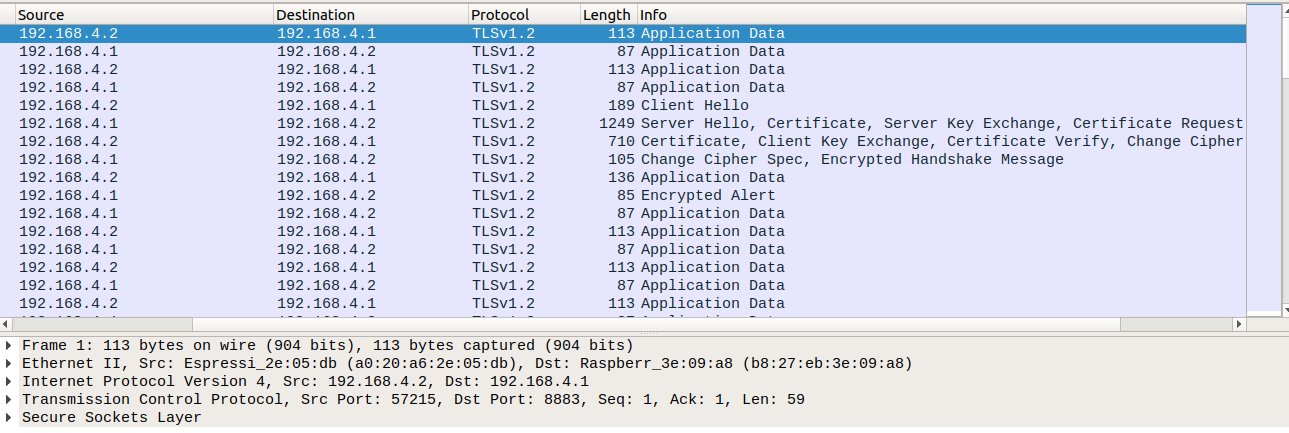 Source Destination Protocol Length Info
192.168.4.2 192.168.4.1 TLSv1.2 113 Application Data
192.168.4.1 192.168.4.2 TLSv1.2 87 Application Data
192.168.4.2 192.168.4.1 TLSv1.2 113 Application Data
192.168.4.1 192.168.4.2 TLSv1.2 87 Application Data
192.168.4.2 192.168.4.1 TLSv1.2 189 Client Hello
192.168.4.1 192.168.4.2 TLSv1.2 1249 Server Hello, Certificate, Server Key Exchange, Certificate Request
192.168.4.2 192.168.4.1 TLSv1.2 710 Certificate, Client Key Exchange, Certificate Verify, Change Cipher
192.168.4.1 192.168.4.2 TLSv1.2 105 Change Cipher Spec, Encrypted Handshake Message
192.168.4.2 192.168.4.1 TLSv1.2 136 Application Data
192.168.4.1 192.168.4.2 TLSv1.2 85 Encrypted Alert
192.168.4.1 192.168.4.2 TLSv1.2 87 Application Data
192.168.4.2 192.168.4.1 TLSv1.2 113 Application Data
192.168.4.1 192.168.4.2 TLSv1.2 87 Application Data
192.168.4.2 192.168.4.1 TLSv1.2 113 Application Data
192.168.4.1 192.168.4.2 TLSv1.2 87 Application Data
192.168.4.2 192.168.4.1 TLSv1.2 113 Application Data
Frame 1: 113 bytes on wire (904 bits), 113 bytes captured (904 bits)
Ethernet II, Src: Espressi_2e:05:db (a0:20:a6:2e:05:db), Dst: Raspberr_3e:09:a8 (b8:27:eb:3e:09:a8)
Internet Protocol Version 4, Src: 192.168.4.2, Dst: 192.168.4.1
Transmission Control Protocol, Src Port: 57215, Dst Port: 8883, Seq: 1, Ack: 1, Len: 59
Secure Sockets Layer